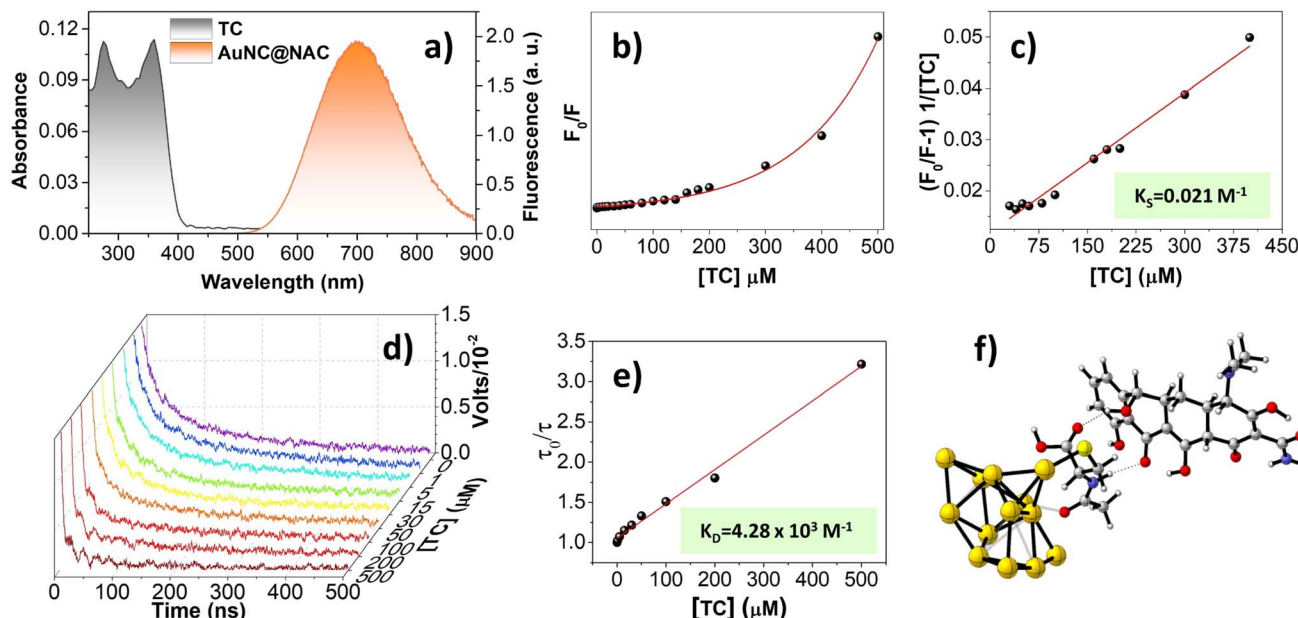 a)
TC
AuNC@NAC
Absorbance
0.12
0.09
0.06
0.03
0.00
2.0
1.5
1.0
0.5
0.0
Fluorescence (a. u.)
300 400 500 600 700 800 900
Wavelength (nm)
b)
F₀/F
0 100 200 300 400 500
[TC] μM
c)
(F₀/F-1) 1/[TC]
0.05
0.04
0.03
0.02
K_S=0.021 M⁻¹
0 75 150 225 300 375 450
[TC] (μM)
d)
Volts/10⁻²
1.5
1.0
0.5
0.0
0
1
5
15
30
50
100
200
500
[TC] (μM)
0 100 200 300 400 500
Time (ns)
e)
τ₀/τ
3.5
3.0
2.5
2.0
1.5
1.0
K_D=4.28 x 10³ M⁻¹
0 100 200 300 400 500
[TC] (μM)
f)